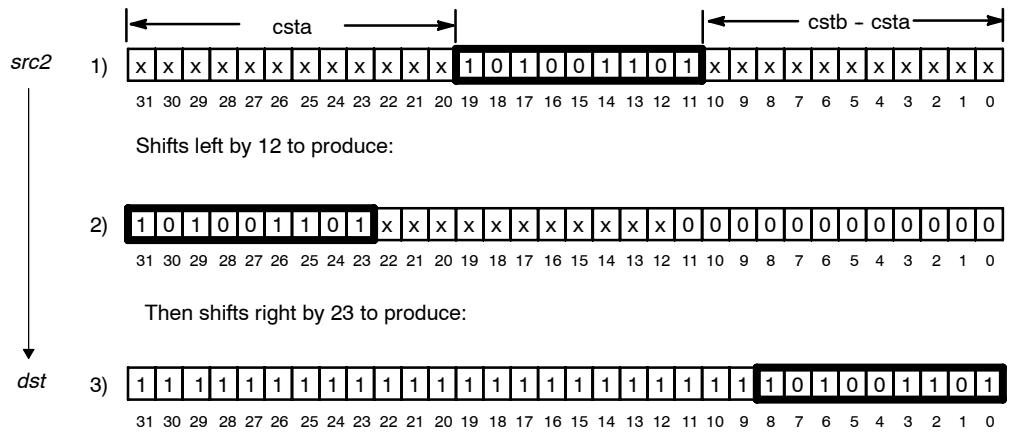 csta cstb - csta
src2 1) x x x x x x x x x x x x 1 0 1 0 0 1 1 0 1 x x x x x x x x x x x
31 30 29 28 27 26 25 24 23 22 21 20 19 18 17 16 15 14 13 12 11 10 9 8 7 6 5 4 3 2 1 0
Shifts left by 12 to produce:
2) 1 0 1 0 0 1 1 0 1 x x x x x x x x x x x 0 0 0 0 0 0 0 0 0 0 0 0
31 30 29 28 27 26 25 24 23 22 21 20 19 18 17 16 15 14 13 12 11 10 9 8 7 6 5 4 3 2 1 0
Then shifts right by 23 to produce:
dst 3) 1 1 1 1 1 1 1 1 1 1 1 1 1 1 1 1 1 1 1 1 1 1 1 1 0 1 0 0 1 1 0 1
31 30 29 28 27 26 25 24 23 22 21 20 19 18 17 16 15 14 13 12 11 10 9 8 7 6 5 4 3 2 1 0